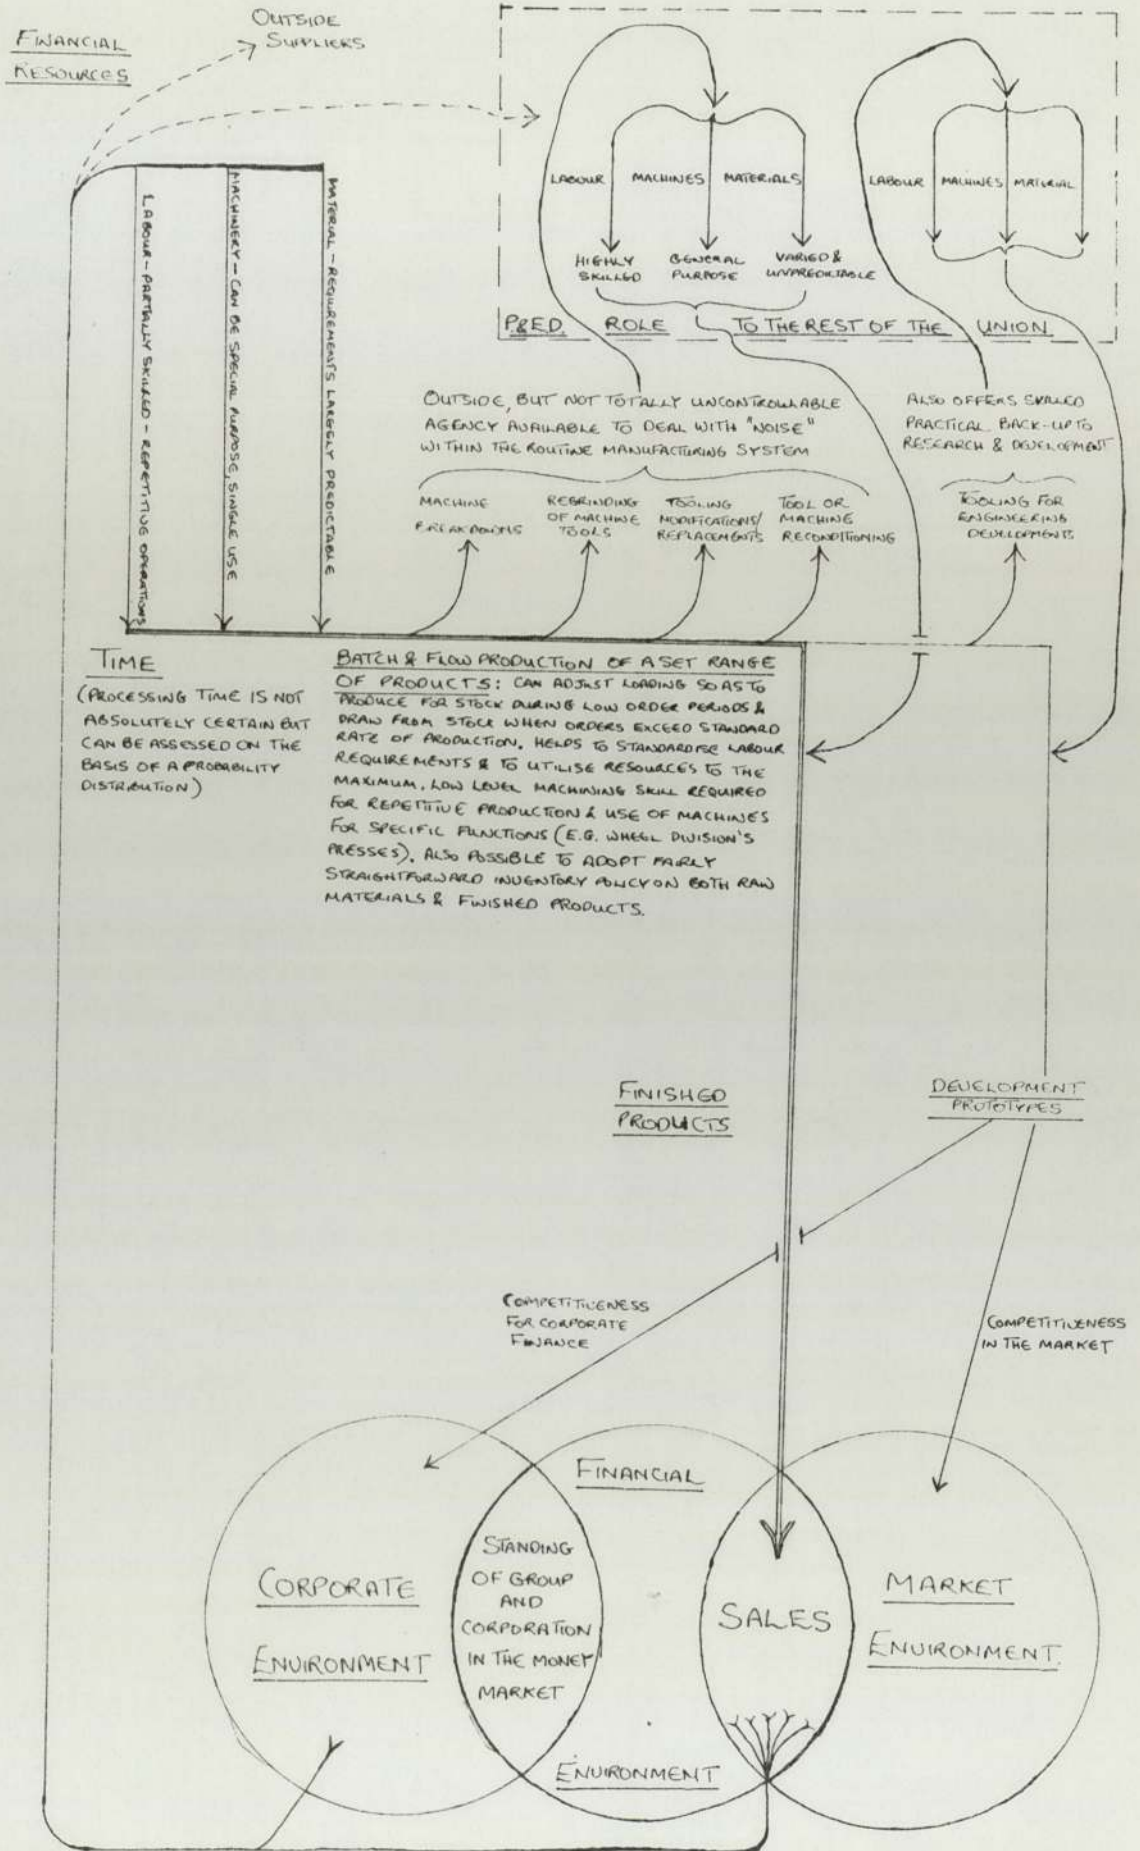 FINANCIAL
RESOURCES
OUTSIDE
SUPPLIERS
LABOUR
MACHINES
MATERIALS
HIGHLY
SKILLED
GENERAL
PURPOSE
VARIED &
UNPREDICTABLE
LABOUR
MACHINES
MATERIAL
P&E.D. ROLE TO THE REST OF THE UNION
LABOUR - PARTIALLY SKILLED - REPETITIVE OPERATIONS
MACHINERY - CAN BE SPECIAL PURPOSE, SINGLE USE
MATERIAL - REQUIREMENTS LARGELY PREDICTABLE
OUTSIDE, BUT NOT TOTALLY UNCONTROLLABLE
AGENCY AVAILABLE TO DEAL WITH "NOISE"
WITHIN THE ROUTINE MANUFACTURING SYSTEM
ALSO OFFERS SKILLED
PRACTICAL BACK-UP TO
RESEARCH & DEVELOPMENT
MACHINE
BREAKDOWNS
REGRINDING
OF MACHINE
TOOLS
TOOLING
MODIFICATIONS/
REPLACEMENTS
TOOL OR
MACHINE
RECONDITIONING
TOOLING FOR
ENGINEERING
DEVELOPMENTS
TIME
(PROCESSING TIME IS NOT
ABSOLUTELY CERTAIN BUT
CAN BE ASSESSED ON THE
BASIS OF A PROBABILITY
DISTRIBUTION)
BATCH & FLOW PRODUCTION OF A SET RANGE
OF PRODUCTS: CAN ADJUST LOADING SO AS TO
PRODUCE FOR STOCK DURING LOW ORDER PERIODS &
DRAW FROM STOCK WHEN ORDERS EXCEED STANDARD
RATE OF PRODUCTION. HELPS TO STANDARDISE LABOUR
REQUIREMENTS & TO UTILISE RESOURCES TO THE
MAXIMUM. LOW LEVEL MACHINING SKILL REQUIRED
FOR REPETITIVE PRODUCTION & USE OF MACHINES
FOR SPECIFIC FUNCTIONS (E.G. WHEEL DIVISION'S
PRESSES). ALSO POSSIBLE TO ADOPT FAIRLY
STRAIGHTFORWARD INVENTORY POLICY ON BOTH RAW
MATERIALS & FINISHED PRODUCTS.
FINISHED
PRODUCTS
DEVELOPMENT
PROTOTYPES
COMPETITIVENESS
FOR CORPORATE
FINANCE
COMPETITIVENESS
IN THE MARKET
CORPORATE
ENVIRONMENT
STANDING
OF GROUP
AND
CORPORATION
IN THE MONEY
MARKET
FINANCIAL
ENVIRONMENT
SALES
MARKET
ENVIRONMENT.